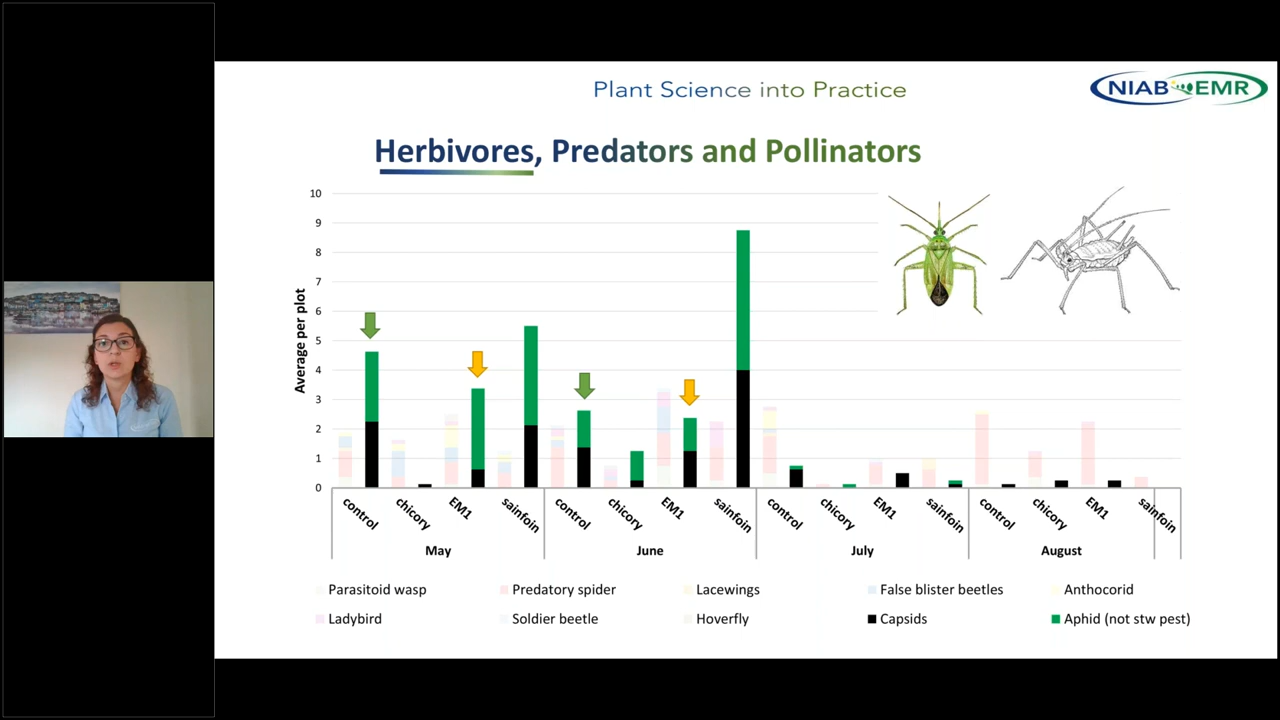 Plant Science into Practice
NIAB EMR
Herbivores, Predators and Pollinators
Average per plot
10
9
8
7
6
5
4
3
2
1
0
control chicory EM1 sainfoin control chicory EM1 sainfoin control chicory EM1 sainfoin control chicory EM1 sainfoin
May June July August
Parasitoid wasp Predatory spider Lacewings False blister beetles Anthocorid
Ladybird Soldier beetle Hoverfly Capsids Aphid (not stw pest)